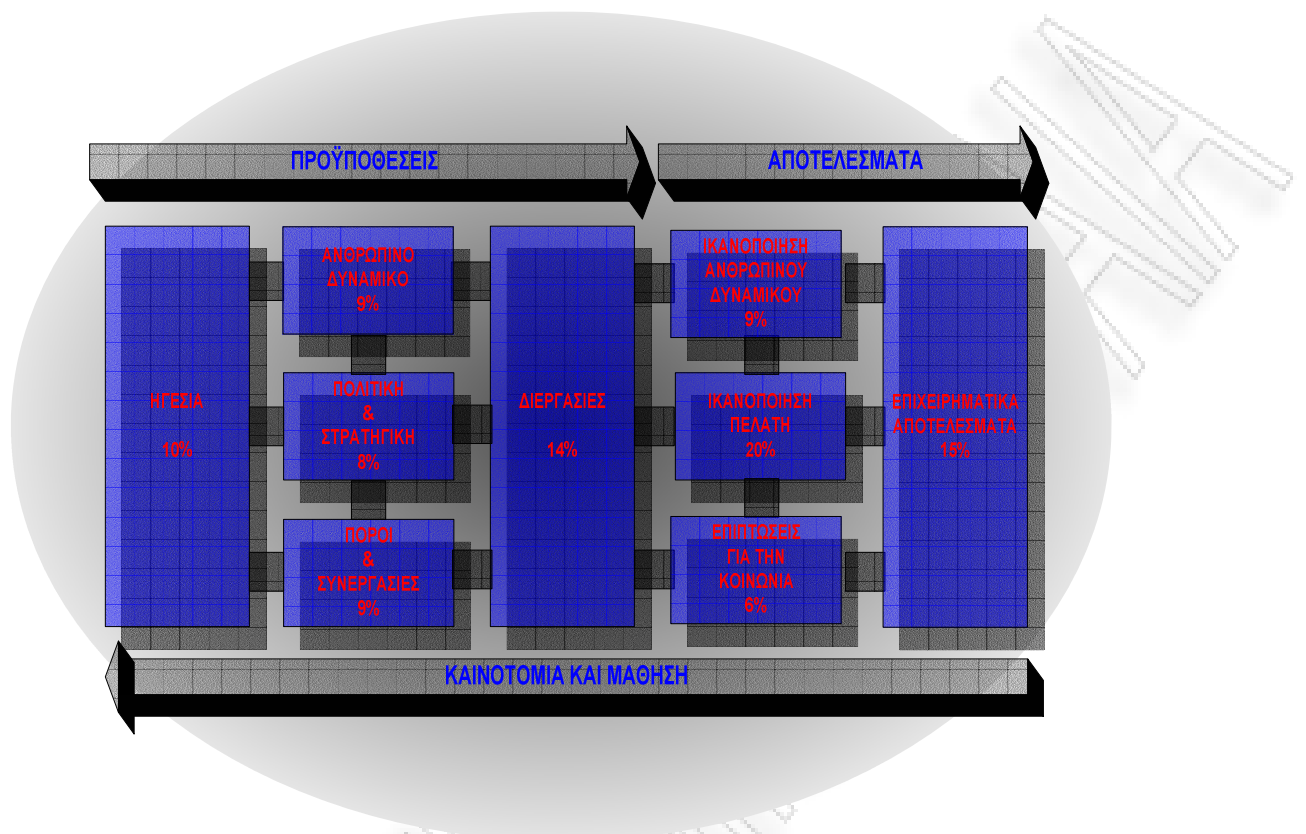 ΠΡΟΫΠΟΘΕΣΕΙΣ
ΑΠΟΤΕΛΕΣΜΑΤΑ
ΗΓΕΣΙΑ
10%
ΑΝΘΡΩΠΙΝΟ
ΔΥΝΑΜΙΚΟ
9%
ΠΟΛΙΤΙΚΗ
&
ΣΤΡΑΤΗΓΙΚΗ
8%
ΠΟΡΟΙ
&
ΣΥΝΕΡΓΑΣΙΕΣ
9%
ΔΙΕΡΓΑΣΙΕΣ
14%
ΙΚΑΝΟΠΟΙΗΣΗ
ΑΝΘΡΩΠΙΝΟΥ
ΔΥΝΑΜΙΚΟΥ
9%
ΙΚΑΝΟΠΟΙΗΣΗ
ΠΕΛΑΤΗ
20%
ΕΠΙΠΤΩΣΕΙΣ
ΓΙΑ ΤΗΝ
ΚΟΙΝΩΝΙΑ
6%
ΕΠΙΧΕΙΡΗΜΑΤΙΚΑ
ΑΠΟΤΕΛΕΣΜΑΤΑ
15%
ΚΑΙΝΟΤΟΜΙΑ ΚΑΙ ΜΑΘΗΣΗ